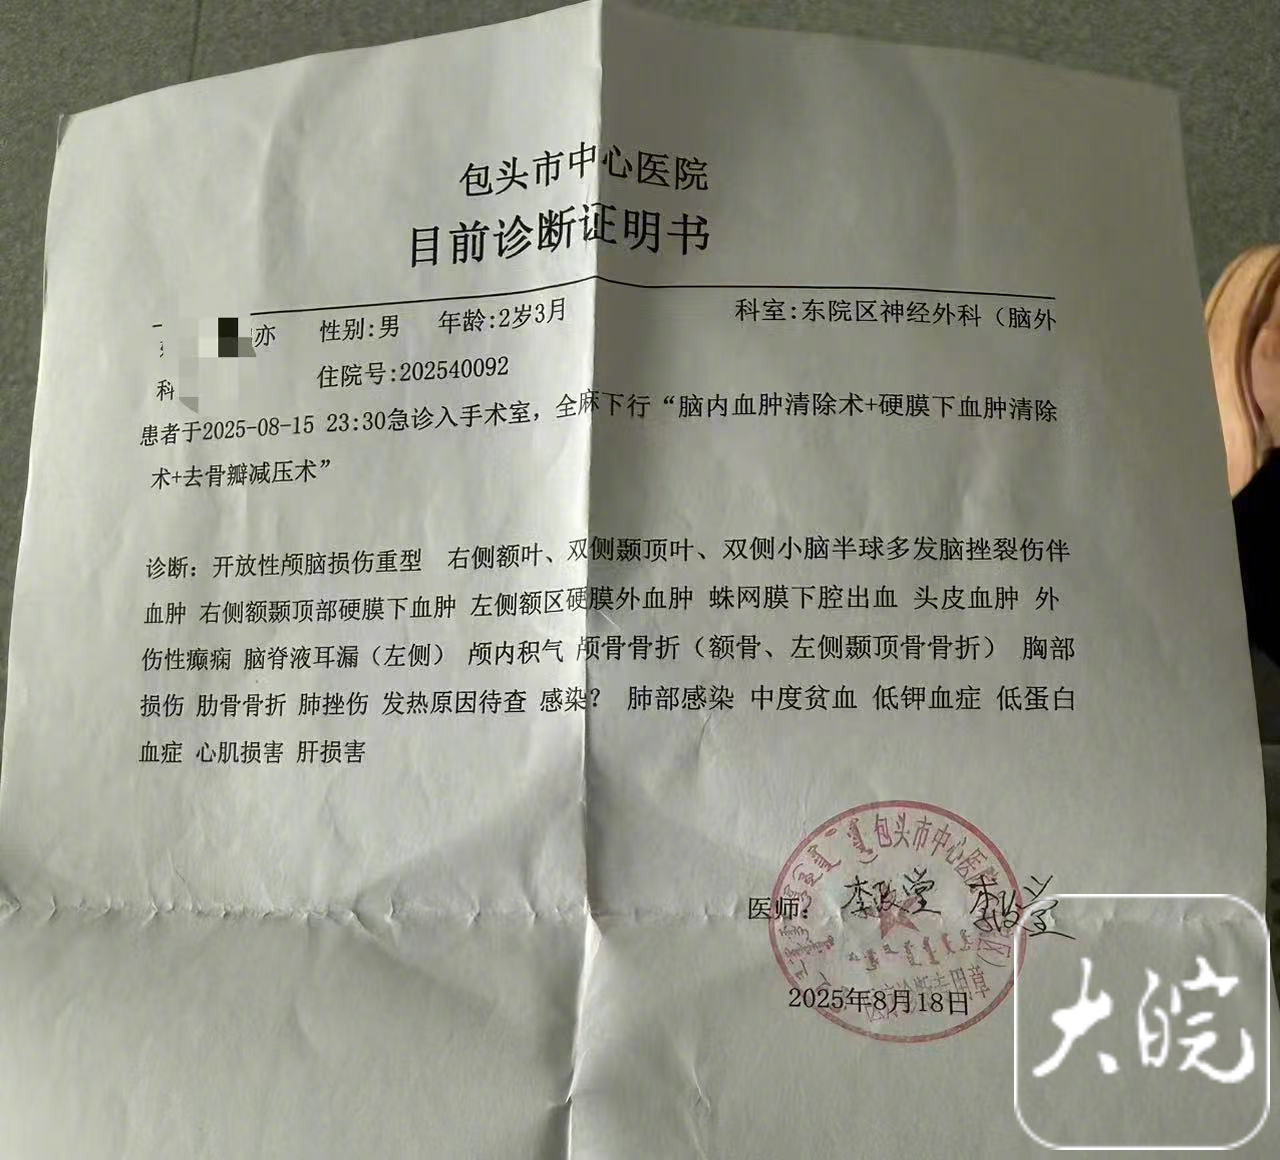 包头市中心医院
目前诊断证明书
亦 性别:男 年龄:2岁3月 科室:东院区神经外科（脑外
科 住院号:202540092
患者于2025-08-15 23:30急诊入手术室，全麻下行“脑内血肿清除术+硬膜下血肿清除
术+去骨瓣减压术”
诊断：开放性颅脑损伤重型 右侧额叶、双侧颞顶叶、双侧小脑半球多发脑挫裂伤伴
血肿 右侧额颞顶部硬膜下血肿 左侧额区硬膜外血肿 蛛网膜下腔出血 头皮血肿 外
伤性癫痫 脑脊液耳漏（左侧） 颅内积气 颅骨骨折（额骨、左侧颞顶骨骨折） 胸部
损伤 肋骨骨折 肺挫伤 发热原因待查 感染？ 肺部感染 中度贫血 低钾血症 低蛋白
血症 心肌损害 肝损害
包头市中心医院
医师：李政堂 李政堂
2025年8月18日
诊断专用章
大皖